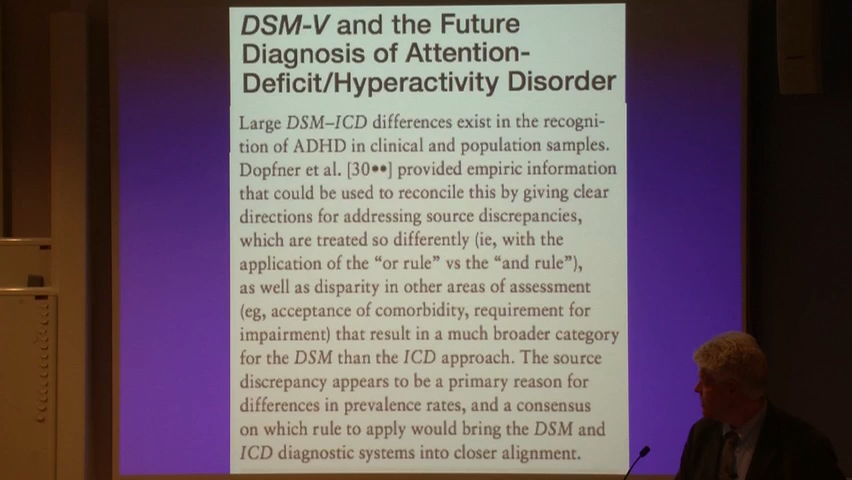 DSM-V and the Future
Diagnosis of Attention-
Deficit/Hyperactivity Disorder
Large DSM–ICD differences exist in the recogni-
tion of ADHD in clinical and population samples.
Dopfner et al. [30••] provided empiric information
that could be used to reconcile this by giving clear
directions for addressing source discrepancies,
which are treated so differently (ie, with the
application of the “or rule” vs the “and rule”),
as well as disparity in other areas of assessment
(eg, acceptance of comorbidity, requirement for
impairment) that result in a much broader category
for the DSM than the ICD approach. The source
discrepancy appears to be a primary reason for
differences in prevalence rates, and a consensus
on which rule to apply would bring the DSM and
ICD diagnostic systems into closer alignment.